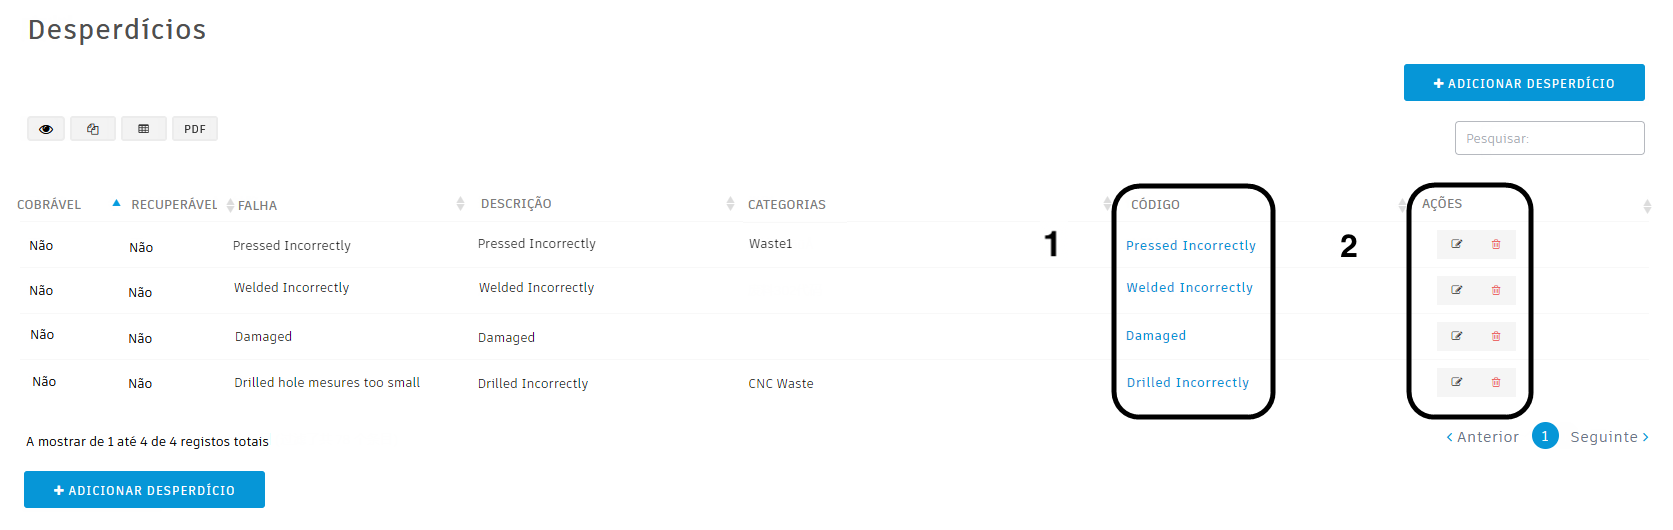 Desperdícios
ADICIONAR DESPERDÍCIO
PDF
Pesquisar:
COBRÁVEL RECUPERÁVEL FALHA DESCRIÇÃO CATEGORIAS CÓDIGO AÇÕES
1 2
Não Não Pressed Incorrectly Pressed Incorrectly Waste1 Pressed Incorrectly
Não Não Welded Incorrectly Welded Incorrectly Welded Incorrectly
Não Não Damaged Damaged Damaged
Não Não Drilled hole mesures too small Drilled Incorrectly CNC Waste Drilled Incorrectly
A mostrar de 1 até 4 de 4 registos totais
Anterior 1 Seguinte
ADICIONAR DESPERDÍCIO